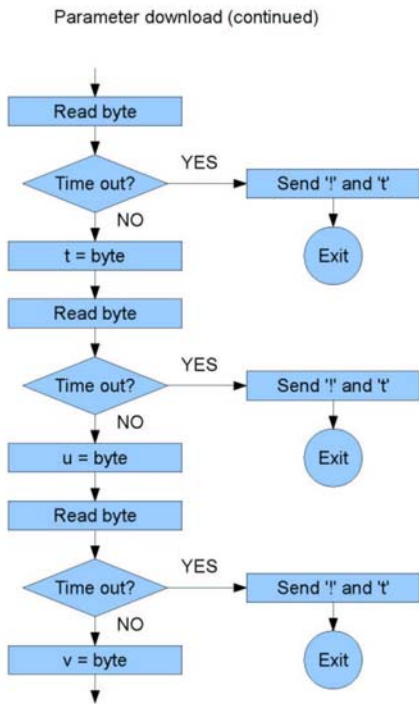 Parameter download (continued)
Read byte
YES
Time out?
Send '!' and 't'
NO
t = byte
Exit
Read byte
YES
Time out?
Send '!' and 't'
NO
u = byte
Exit
Read byte
YES
Time out?
Send '!' and 't'
NO
v = byte
Exit